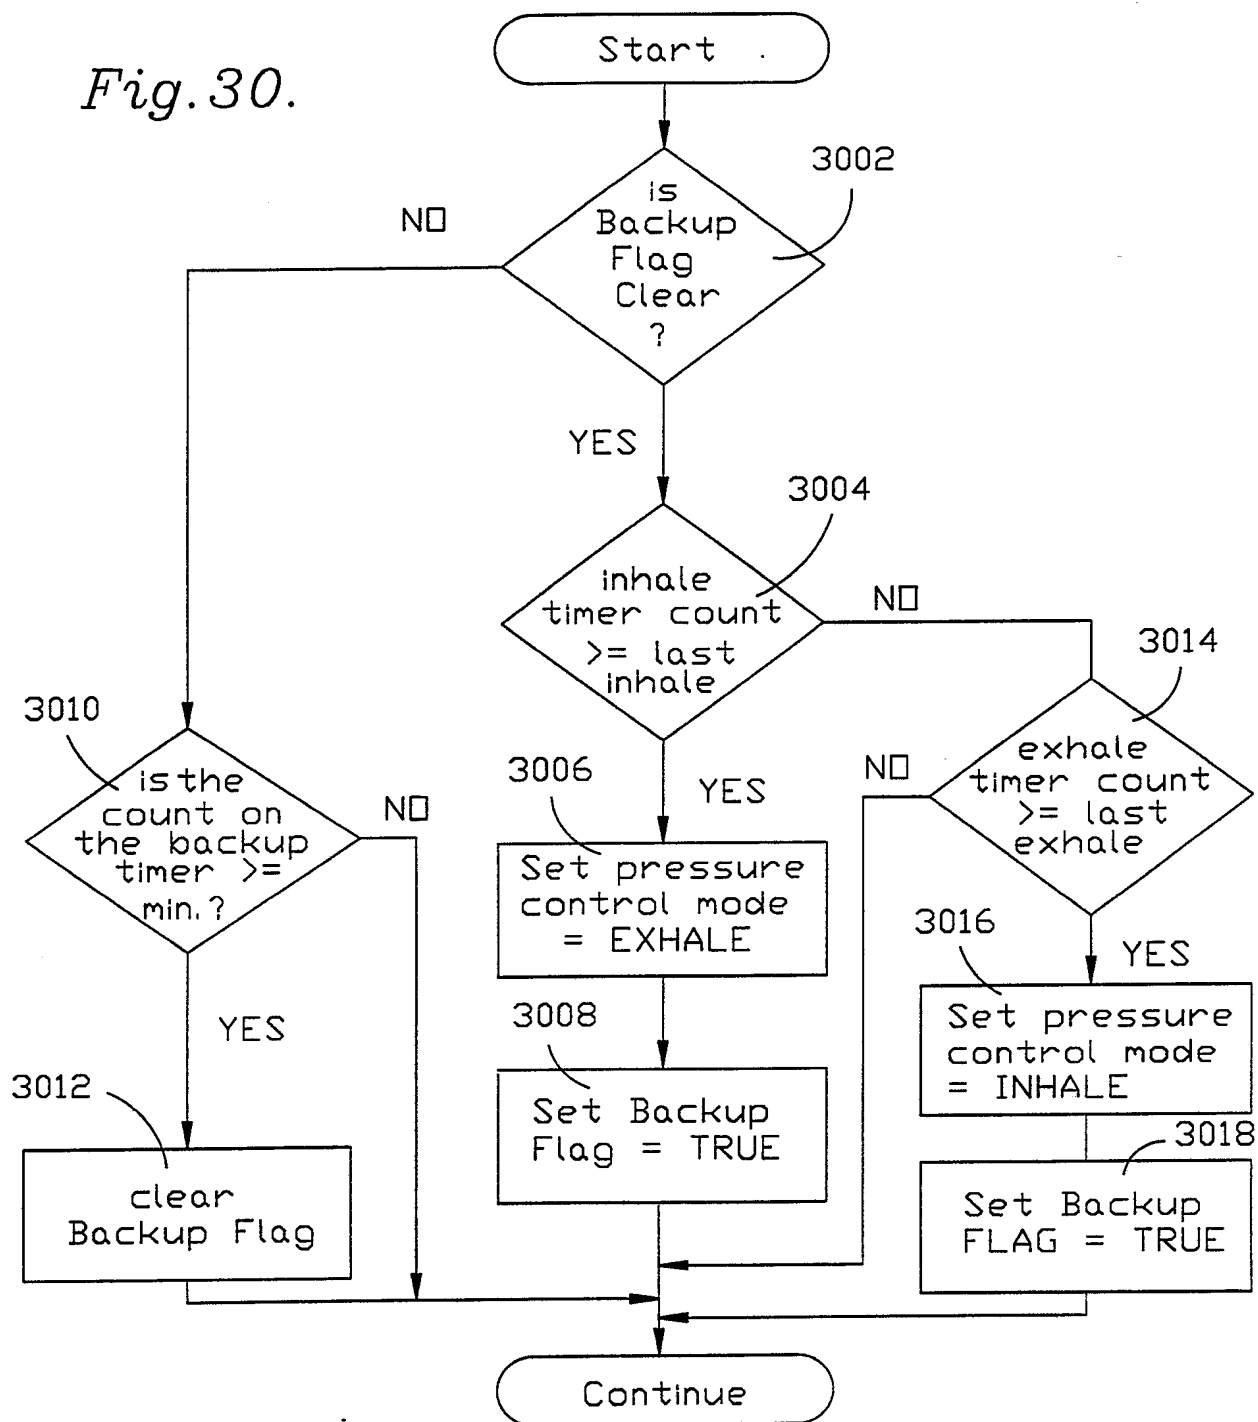 Fig. 30.
Start
3002
is
Backup
Flag
Clear
?
NO
YES
3004
inhale
timer count
>= last
inhale
NO
3014
exhale
timer count
>= last
exhale
NO
YES
3010
is the
count on
the backup
timer >=
min. ?
NO
YES
3006
Set pressure
control mode
= EXHALE
YES
3016
Set pressure
control mode
= INHALE
3008
Set Backup
Flag = TRUE
3018
Set Backup
FLAG = TRUE
3012
clear
Backup Flag
Continue